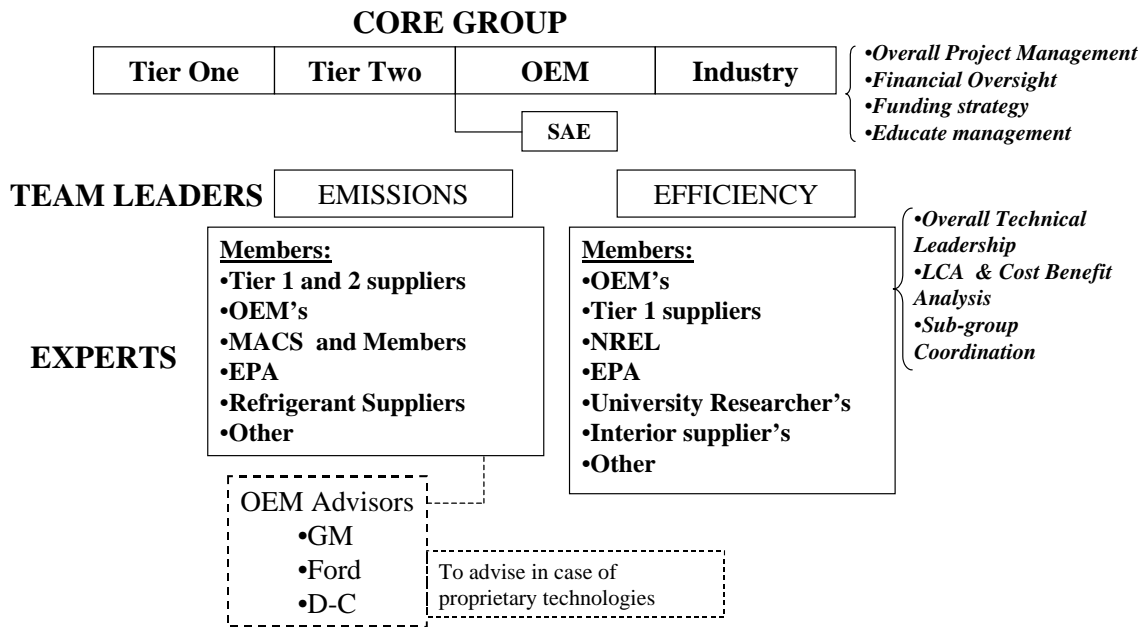 CORE GROUP
Tier One Tier Two OEM Industry
•Overall Project Management
•Financial Oversight
•Funding strategy
•Educate management
SAE
TEAM LEADERS
EMISSIONS
EFFICIENCY
EXPERTS
Members:
•Tier 1 and 2 suppliers
•OEM’s
•MACS and Members
•EPA
•Refrigerant Suppliers
•Other
Members:
•OEM’s
•Tier 1 suppliers
•NREL
•EPA
•University Researcher’s
•Interior supplier’s
•Other
•Overall Technical
Leadership
•LCA & Cost Benefit
Analysis
•Sub-group
Coordination
OEM Advisors
•GM
•Ford
•D-C
To advise in case of
proprietary technologies